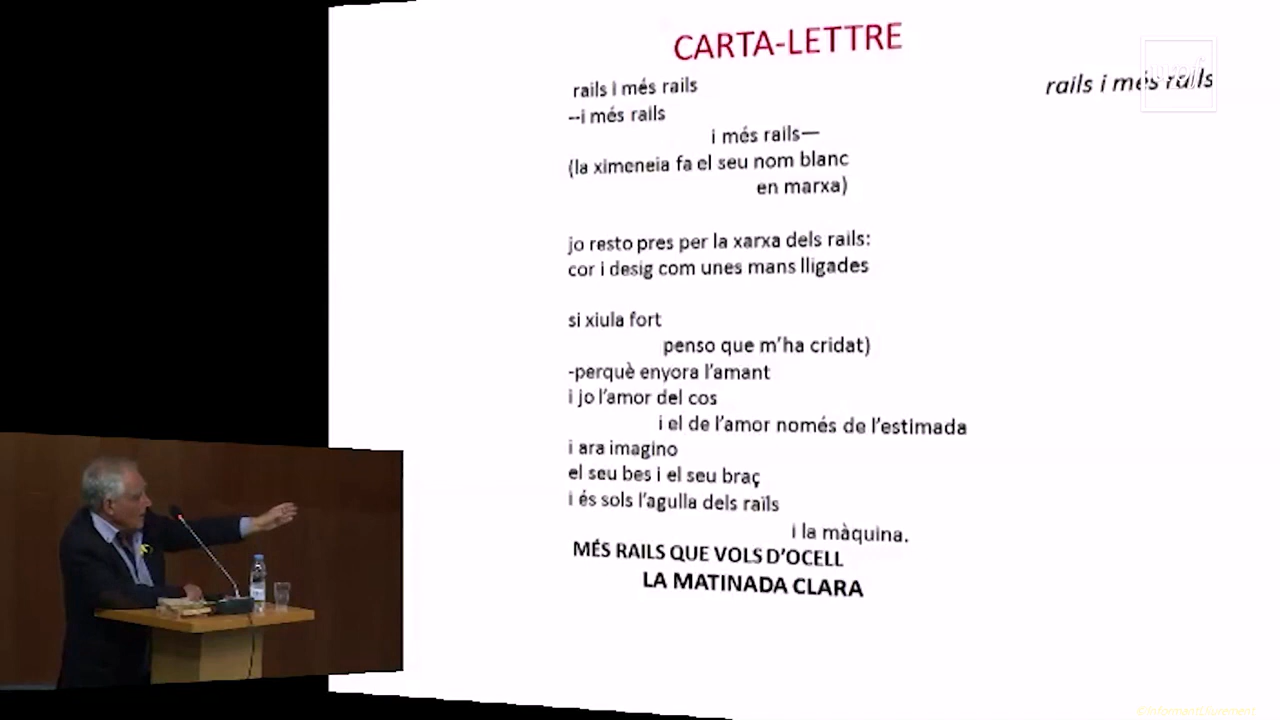 CARTA-LETTRE
rails i més rails
--i més rails
i més rails—
(la ximeneia fa el seu nom blanc
en marxa)
jo resto pres per la xarxa dels rails:
cor i desig com unes mans lligades
si xiula fort
penso que m'ha cridat)
-perquè enyora l'amant
i jo l'amor del cos
i el de l'amor només de l'estimada
i ara imagino
el seu bes i el seu braç
i és sols l'agulla dels raïls
i la màquina.
MÉS RAILS QUE VOLS D'OCELL
LA MATINADA CLARA
rails i més rails